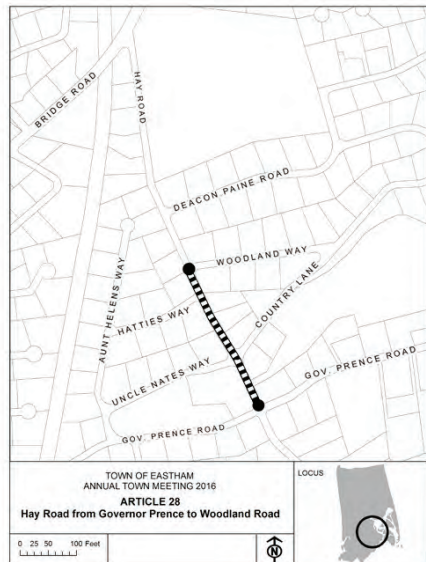 BRIDGE ROAD
HAY ROAD
DEACON PAINE ROAD
WOODLAND WAY
COUNTRY LANE
AUNT HELENS WAY
HATTIES WAY
UNCLE NATES WAY
GOV. PRENCE ROAD
GOV. PRENCE ROAD
TOWN OF EASTHAM
ANNUAL TOWN MEETING 2016
ARTICLE 28
Hay Road from Governor Prence to Woodland Road
0 25 50 100 Feet
N
LOCUS